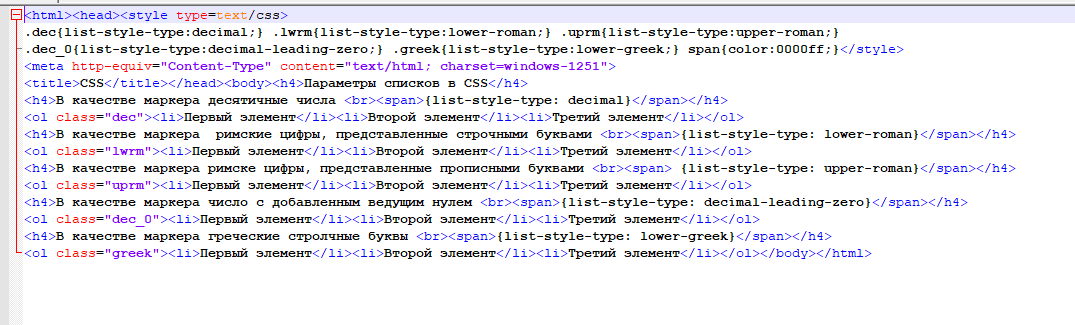 <html><head><style type=text/css>
.dec{list-style-type:decimal;} .lwrm{list-style-type:lower-roman;} .uprm{list-style-type:upper-roman;}
.dec_0{list-style-type:decimal-leading-zero;} .greek{list-style-type:lower-greek;} span{color:0000ff;}</style>
<meta http-equiv="Content-Type" content="text/html; charset=windows-1251">
<title>CSS</title></head><body><h4>Параметры списков в CSS</h4>
<h4>В качестве маркера десятичные числа <br><span>{list-style-type: decimal}</span></h4>
<ol class="dec"><li>Первый элемент</li><li>Второй элемент</li><li>Третий элемент</li></ol>
<h4>В качестве маркера  римские цифры, представленные строчными буквами <br><span>{list-style-type: lower-roman}</span></h4>
<ol class="lwrm"><li>Первый элемент</li><li>Второй элемент</li><li>Третий элемент</li></ol>
<h4>В качестве маркера римске цифры, представленные прописными буквами <br><span> {list-style-type: upper-roman}</span></h4>
<ol class="uprm"><li>Первый элемент</li><li>Второй элемент</li><li>Третий элемент</li></ol>
<h4>В качестве маркера число с добавленным ведущим нулем <br><span>{list-style-type: decimal-leading-zero}</span></h4>
<ol class="dec_0"><li>Первый элемент</li><li>Второй элемент</li><li>Третий элемент</li></ol>
<h4>В качестве маркера греческие стролчные буквы <br><span>{list-style-type: lower-greek}</span></h4>
<ol class="greek"><li>Первый элемент</li><li>Второй элемент</li><li>Третий элемент</li></ol></body></html>